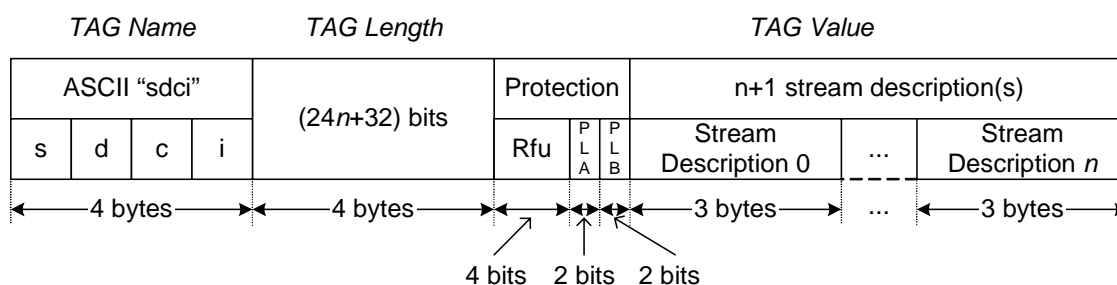 TAG Name
TAG Length
TAG Value
ASCII “sdci”
s
d
c
i
(24n+32) bits
Protection
Rfu
P
L
A
P
L
B
n+1 stream description(s)
Stream
Description 0
...
Stream
Description n
4 bytes
4 bytes
3 bytes
...
3 bytes
4 bits
2 bits
2 bits